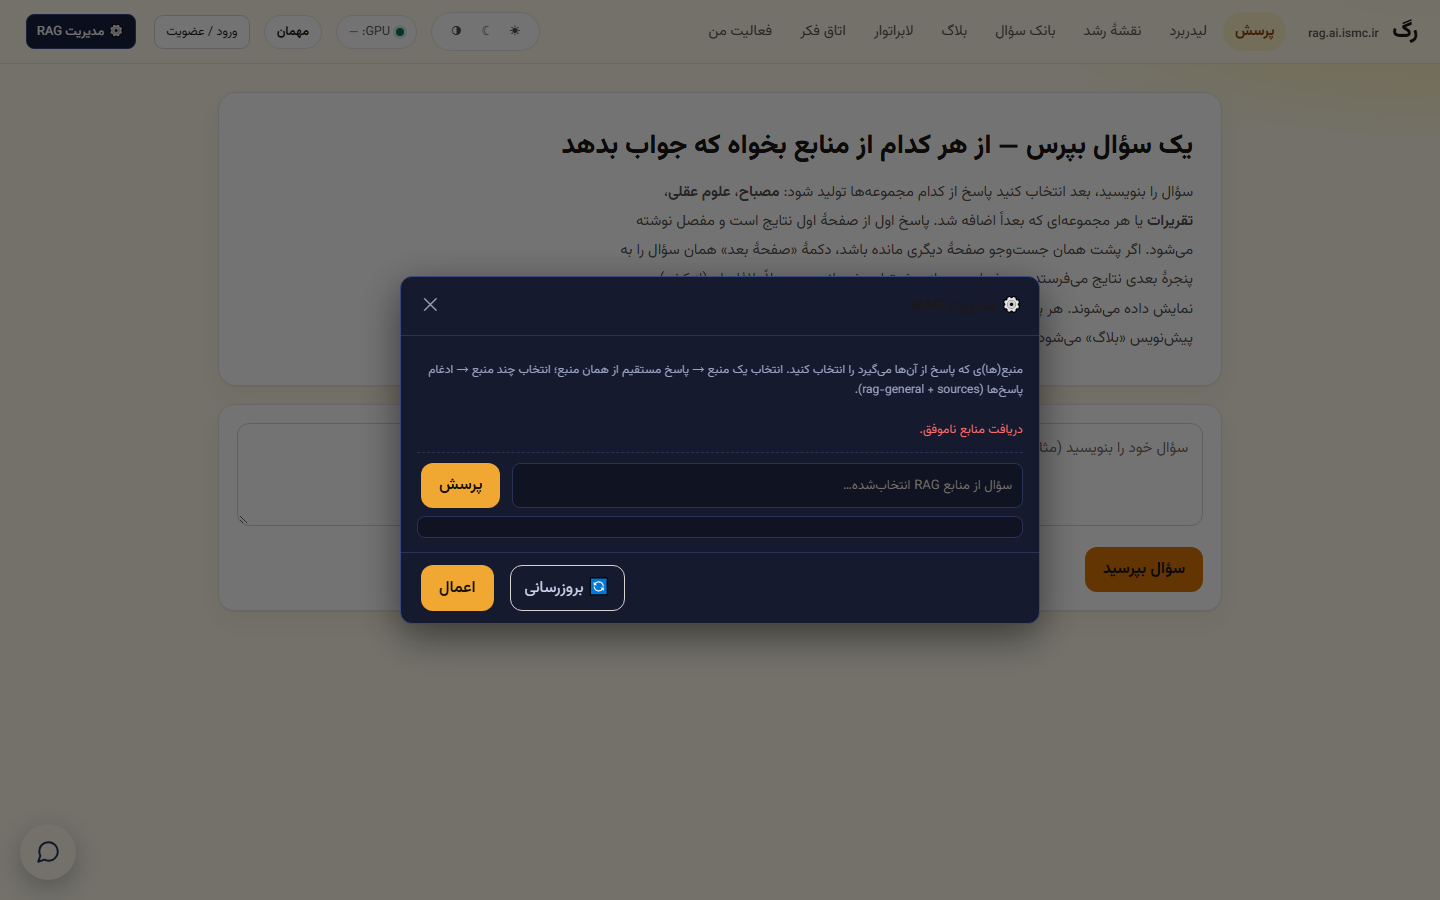 رگ
rag.ai.ismc.ir
پرسش
لیدربرد
نقشهٔ رشد
بانک سؤال
بلاگ
لابراتوار
اتاق فکر
فعالیت من
GPU: —
مهمان
ورود / عضویت
مدیریت RAG
یک سؤال بپرس — از هر کدام از منابع بخواه که جواب بدهد
سؤال را بنویسید، بعد انتخاب کنید پاسخ از کدام مجموعه‌ها تولید شود: مصباح، علوم عقلی،
تقریرات یا هر مجموعه‌ای که بعداً اضافه شد. پاسخ اول از صفحهٔ اول نتایج است و مفصل نوشته
می‌شود. اگر پشت همان جست‌وجو صفحهٔ دیگری مانده باشد، دکمهٔ «صفحهٔ بعد» همان سؤال را به
پنجرهٔ بعدی نتایج می‌فرستد
نمایش داده می‌شوند. هر
پیش‌نویس «بلاگ» می‌شود
منبع(ها)ی که پاسخ از آن‌ها می‌گیرد را انتخاب کنید. انتخاب یک منبع → پاسخ مستقیم از همان منبع؛ انتخاب چند منبع → ادغام
پاسخ‌ها (rag-general + sources).
دریافت منابع ناموفق.
سؤال از منابع RAG انتخاب‌شده...
پرسش
بروزرسانی
اعمال
سؤال خود را بنویسید (مثلا
سؤال بپرسید